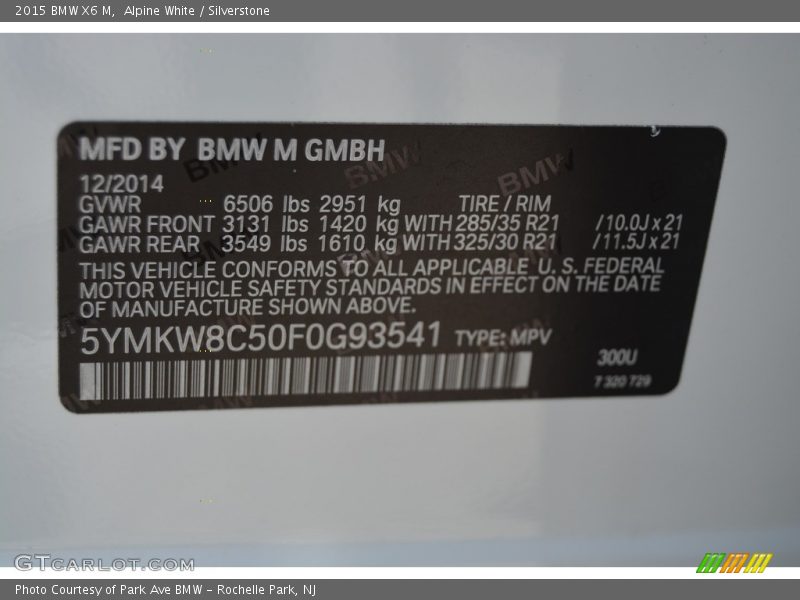 2015 BMW X6 M, Alpine White / Silverstone
MFD BY BMW M GMBH
12/2014
GVWR 6506 lbs 2951 kg TIRE / RIM
GAWR FRONT 3131 lbs 1420 kg WITH 285/35 R21 /10.0J x 21
GAWR REAR 3549 lbs 1610 kg WITH 325/30 R21 /11.5J x 21
THIS VEHICLE CONFORMS TO ALL APPLICABLE U. S. FEDERAL
MOTOR VEHICLE SAFETY STANDARDS IN EFFECT ON THE DATE
OF MANUFACTURE SHOWN ABOVE.
5YMKW8C50F0G93541 TYPE: MPV
300U
7 320 729
GTCARLOT.COM
Photo Courtesy of Park Ave BMW - Rochelle Park, NJ